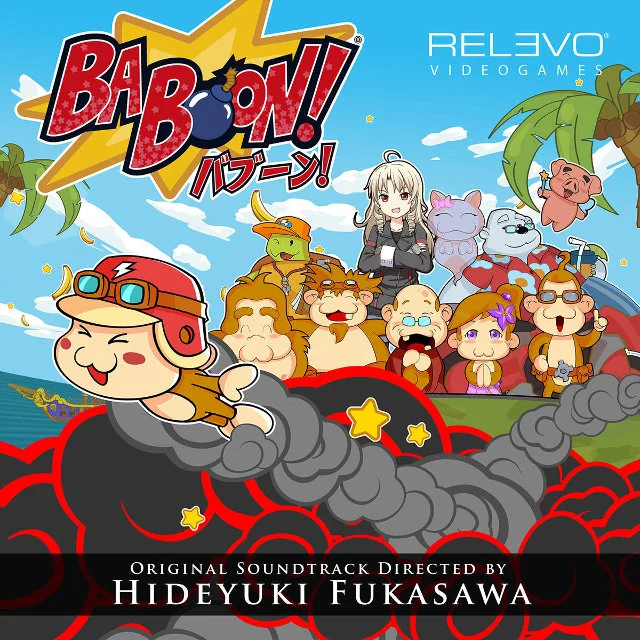 BABOON!
バブーン!
RELEVO®
VIDEOGAMES
ORIGINAL SOUNDTRACK DIRECTED BY
HIDEYUKI FUKASAWA